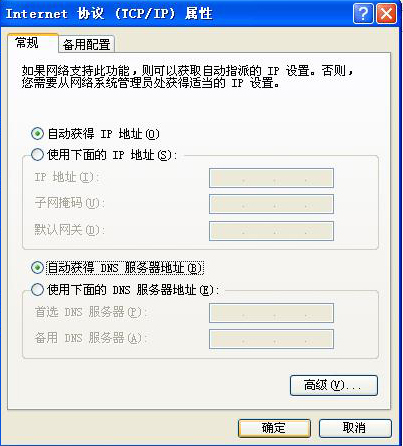 Internet 协议 (TCP/IP) 属性
常规 备用配置
如果网络支持此功能，则可以获取自动指派的 IP 设置。否则，
您需要从网络系统管理员处获得适当的 IP 设置。
自动获得 IP 地址(O)
使用下面的 IP 地址(S):
IP 地址(I):
子网掩码(U):
默认网关(D):
自动获得 DNS 服务器地址(B)
使用下面的 DNS 服务器地址(E):
首选 DNS 服务器(P):
备用 DNS 服务器(A):
高级(V)...
确定 取消